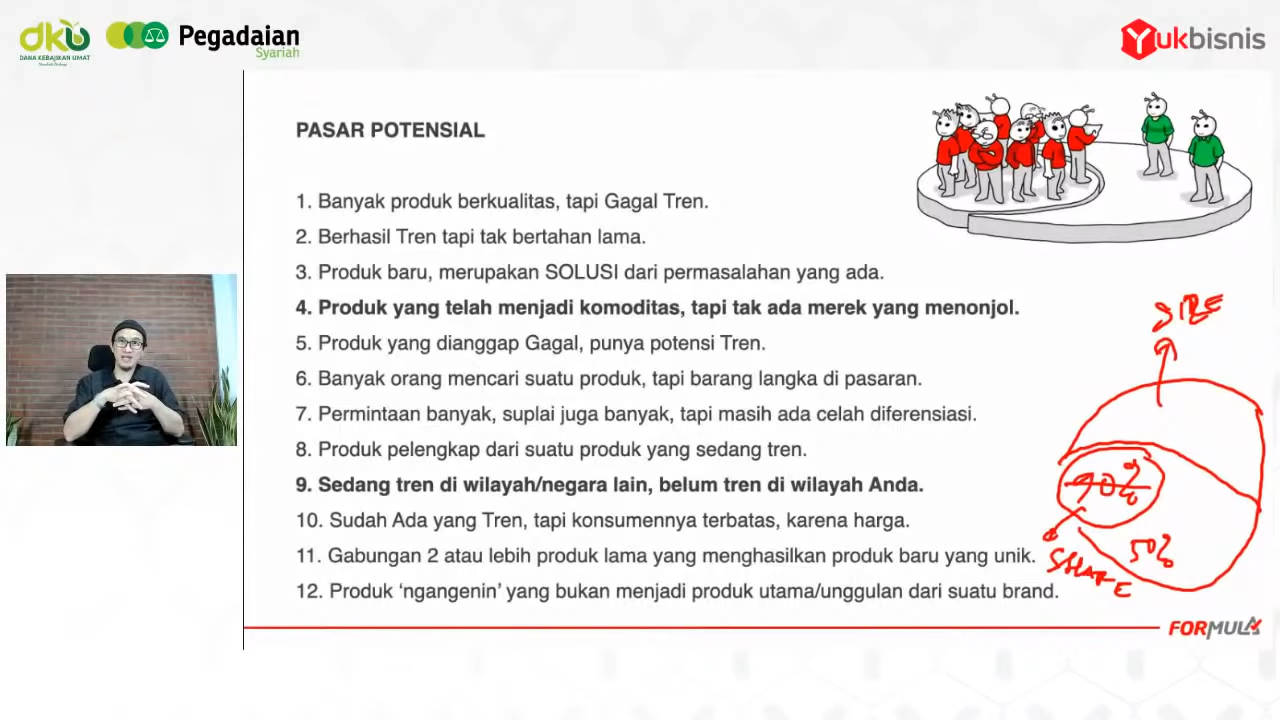 dku
DANA KEBAJIKAN UMAT
Pegadaian
Syariah
Yukbisnis
PASAR POTENSIAL
1. Banyak produk berkualitas, tapi Gagal Tren.
2. Berhasil Tren tapi tak bertahan lama.
3. Produk baru, merupakan SOLUSI dari permasalahan yang ada.
4. Produk yang telah menjadi komoditas, tapi tak ada merek yang menonjol.
5. Produk yang dianggap Gagal, punya potensi Tren.
6. Banyak orang mencari suatu produk, tapi barang langka di pasaran.
7. Permintaan banyak, suplai juga banyak, tapi masih ada celah diferensiasi.
8. Produk pelengkap dari suatu produk yang sedang tren.
9. Sedang tren di wilayah/negara lain, belum tren di wilayah Anda.
10. Sudah Ada yang Tren, tapi konsumennya terbatas, karena harga.
11. Gabungan 2 atau lebih produk lama yang menghasilkan produk baru yang unik.
12. Produk ‘ngangenin’ yang bukan menjadi produk utama/unggulan dari suatu brand.
SIZE
90%
50%
SHARE
FORMULA